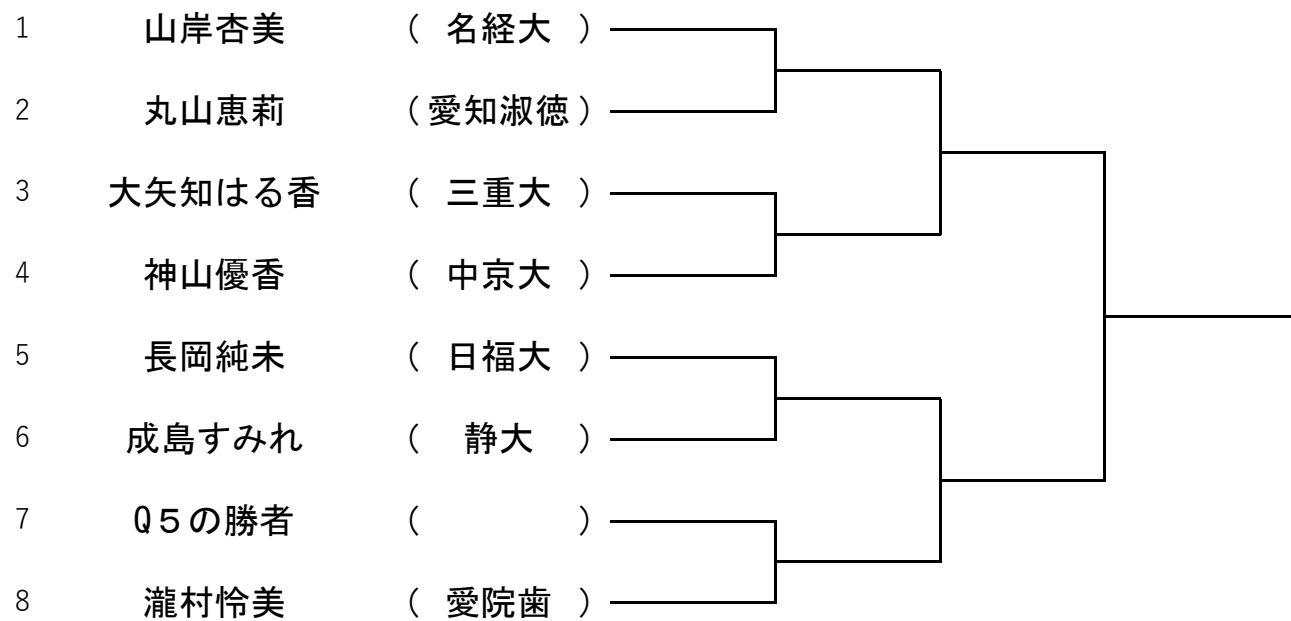 1 山岸杏美 ( 名経大 )
2 丸山恵莉 ( 愛知淑徳 )
3 大矢知はる香 ( 三重大 )
4 神山優香 ( 中京大 )
5 長岡純未 ( 日福大 )
6 成島すみれ ( 静大 )
7 Q５の勝者 ( )
8 瀧村怜美 ( 愛院歯 )